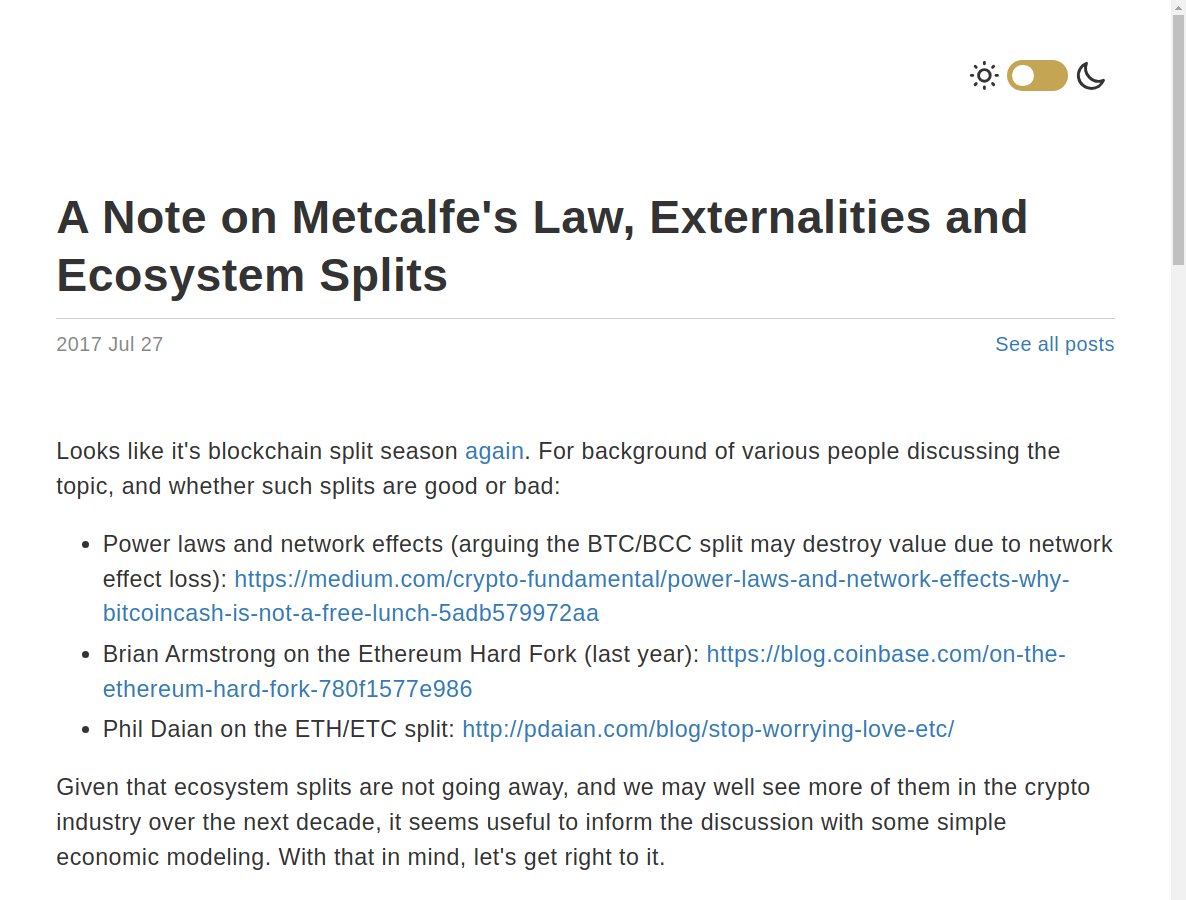 A Note on Metcalfe's Law, Externalities and
Ecosystem Splits
2017 Jul 27
See all posts
Looks like it's blockchain split season again. For background of various people discussing the
topic, and whether such splits are good or bad:
Power laws and network effects (arguing the BTC/BCC split may destroy value due to network
effect loss): https://medium.com/crypto-fundamental/power-laws-and-network-effects-why-
bitcoincash-is-not-a-free-lunch-5adb579972aa
Brian Armstrong on the Ethereum Hard Fork (last year): https://blog.coinbase.com/on-the-
ethereum-hard-fork-780f1577e986
Phil Daian on the ETH/ETC split: http://pdaian.com/blog/stop-worrying-love-etc/
Given that ecosystem splits are not going away, and we may well see more of them in the crypto
industry over the next decade, it seems useful to inform the discussion with some simple
economic modeling. With that in mind, let's get right to it.